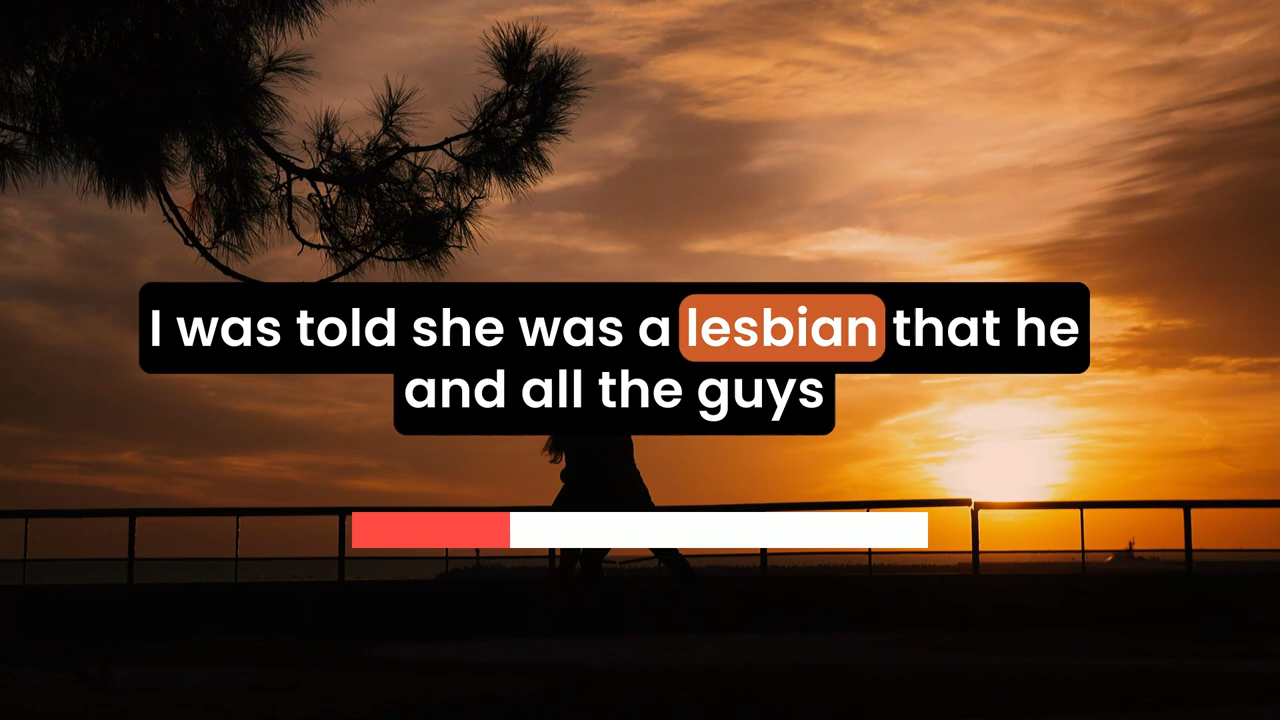 I was told she was a lesbian that he
and all the guys